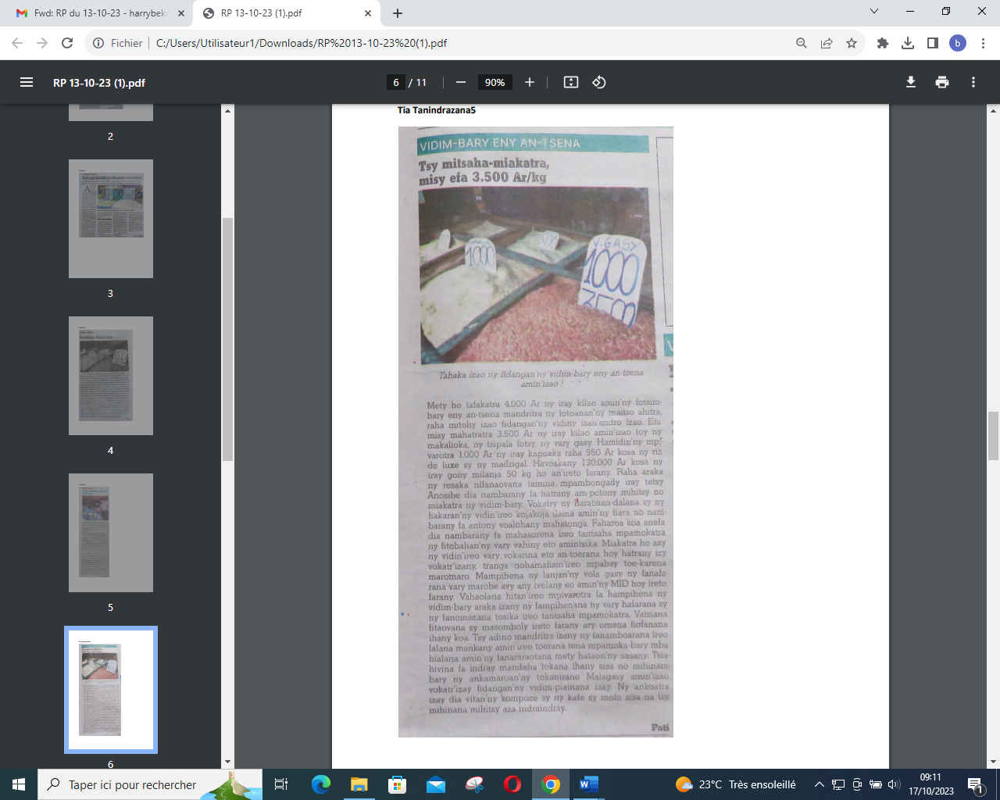 Fwd: RP du 13-10-23 - harrybek
RP 13-10-23 (1).pdf
Fichier
C:/Users/Utilisateur1/Downloads/RP%2013-10-23%20(1).pdf
b
RP 13-10-23 (1).pdf
6 / 11
90%
2
3
4
5
6
Tia Tanindrazana5
VIDIM-BARY ENY AN-TSENA
Tsy mitsaha-miakatra,
misy efa 3.500 Ar/kg
1000
V.GASY
1000
3500
Tahaka izao ny fidangan'ny vidim-bary eny an-tsena
amin'izao !
Mety ho tafakatra 4.000 Ar ny iray kilao amin'ny fotsim-
bary eny an-tsena mandritra ny fotoanan'ny maitso ahitra,
raha mitohy izao fidangan'ny vidiny isan'andro izao. Efa
misy mahatratra 3.500 Ar ny iray kilao amin'izao toy ny
makalioka, ny tsipala fotsy, ny vary gasy. Hamidin'ny mpi-
varotra 1.000 Ar ny iray kapoaka raha 950 Ar kosa ny riz
de luxe sy ny madrigal. Havoakany 130.000 Ar kosa ny
iray gony milanja 50 kg ho an'ireto farany. Raha araka
ny resaka nifanaovana tamina mpambongady iray tetsy
Anosibe dia nambarany fa hatrany am-potony mihitsy no
miakatra ny vidim-bary. Vokatry ny haratsian-dalana sy ny
fiakaran'ny vidin'ireo kojakoja ilaina amin'ny fiara no nam-
barany fa antony voalohany mahatonga. Faharoa koa anefa
dia nambarany fa mahasorena ireo tantsaha mpamokatra
ny fitobahan'ny vary vahiny eto amintsika. Miakatra ho azy
ny vidin'ireo vary vokarina eto an-toerana hoy hatrany izy
vokatr'izany, tranga nohamafisin'ireo mpahay toe-karena
maromaro. Mampihena ny lanjan'ny vola gasy ny fanafa-
rana vary marobe avy any ivelany eo amin'ny MID hoy ireto
farany. Vahaolana hitan'ireo mpivarotra fa hampihena ny
vidim-bary araka izany ny fampihenana ny vary hafarana sy
ny fanomezana tosika ireo tantsaha mpamokatra. Vatsiana
fitaovana sy masomboly ireto farany ary omena fiofanana
ihany koa. Tsy adino mandritra izany ny fanamboarana ireo
lalana mankany amin'ireo toerana tena mpamoka-bary mba
hialana amin'ny tanararaotana mety hataon'ny sasany. Tsia-
hivina fa indray mandeha tokana ihany sisa no mihinam-
bary ny ankamaroan'ny tokantrano Malagasy amin'izao
vokatr'izay fidangan'ny vidim-piainana izay. Ny ankoatra
izay dia vitan'ny kompoze sy ny kafe sy mofo sisa na tsy
mihinana mihitsy aza indraindray.
Pati
Taper ici pour rechercher
23°C Très ensoleillé
09:11
17/10/2023
1